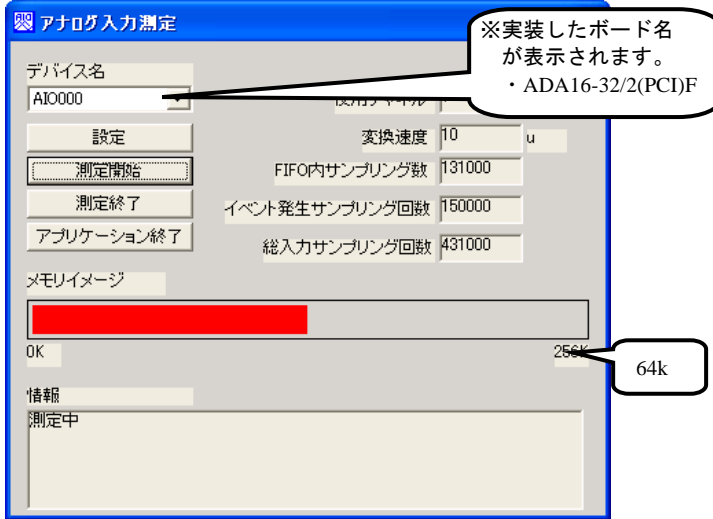 アナログ入力測定
※実装したボード名
が表示されます。
・ADA16-32/2(PCI)F
デバイス名
AIO000
設定
測定開始
測定終了
アプリケーション終了
変換速度 10 u
FIFO内サンプリング数 131000
イベント発生サンプリング回数 150000
総入力サンプリング回数 431000
メモリイメージ
0K
256K
64k
情報
測定中